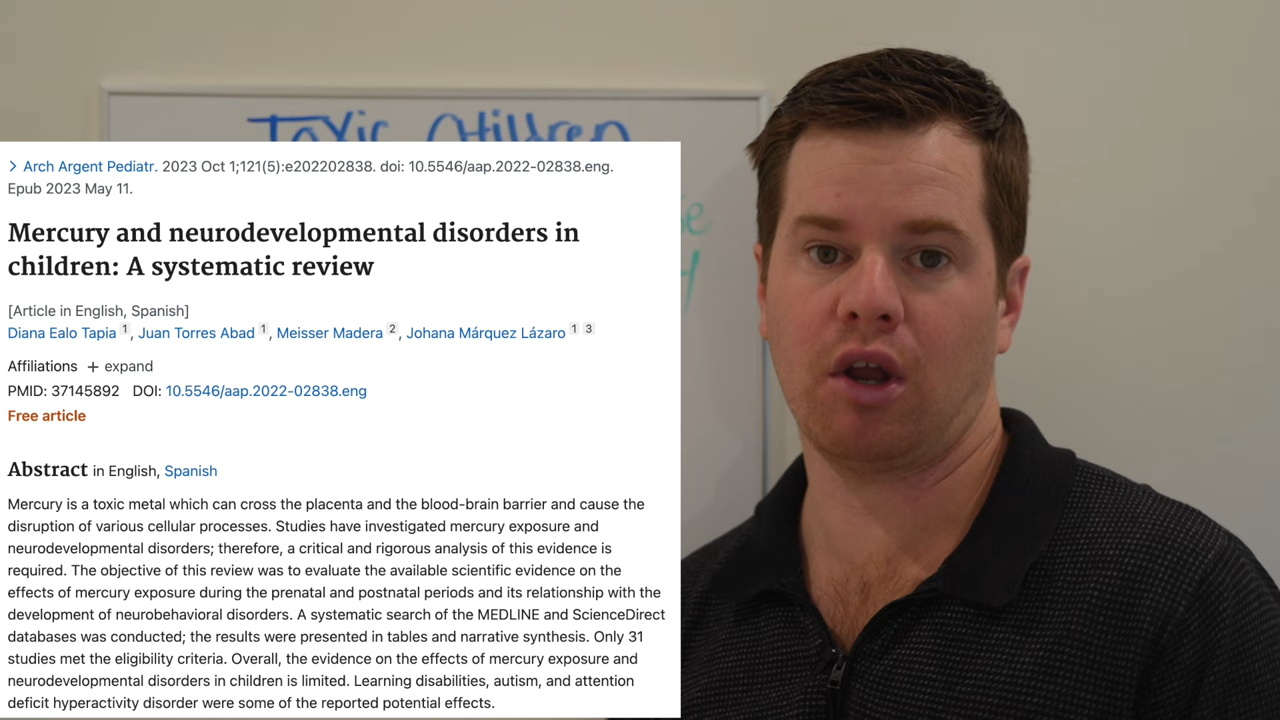 Toxic Children
> Arch Argent Pediatr. 2023 Oct 1;121(5):e202202838. doi: 10.5546/aap.2022-02838.eng.
Epub 2023 May 11.
Mercury and neurodevelopmental disorders in
children: A systematic review
[Article in English, Spanish]
Diana Ealo Tapia 1, Juan Torres Abad 1, Meisser Madera 2, Johana Márquez Lázaro 1 3
Affiliations + expand
PMID: 37145892 DOI: 10.5546/aap.2022-02838.eng
Free article
Abstract in English, Spanish
Mercury is a toxic metal which can cross the placenta and the blood-brain barrier and cause the
disruption of various cellular processes. Studies have investigated mercury exposure and
neurodevelopmental disorders; therefore, a critical and rigorous analysis of this evidence is
required. The objective of this review was to evaluate the available scientific evidence on the
effects of mercury exposure during the prenatal and postnatal periods and its relationship with the
development of neurobehavioral disorders. A systematic search of the MEDLINE and ScienceDirect
databases was conducted; the results were presented in tables and narrative synthesis. Only 31
studies met the eligibility criteria. Overall, the evidence on the effects of mercury exposure and
neurodevelopmental disorders in children is limited. Learning disabilities, autism, and attention
deficit hyperactivity disorder were some of the reported potential effects.